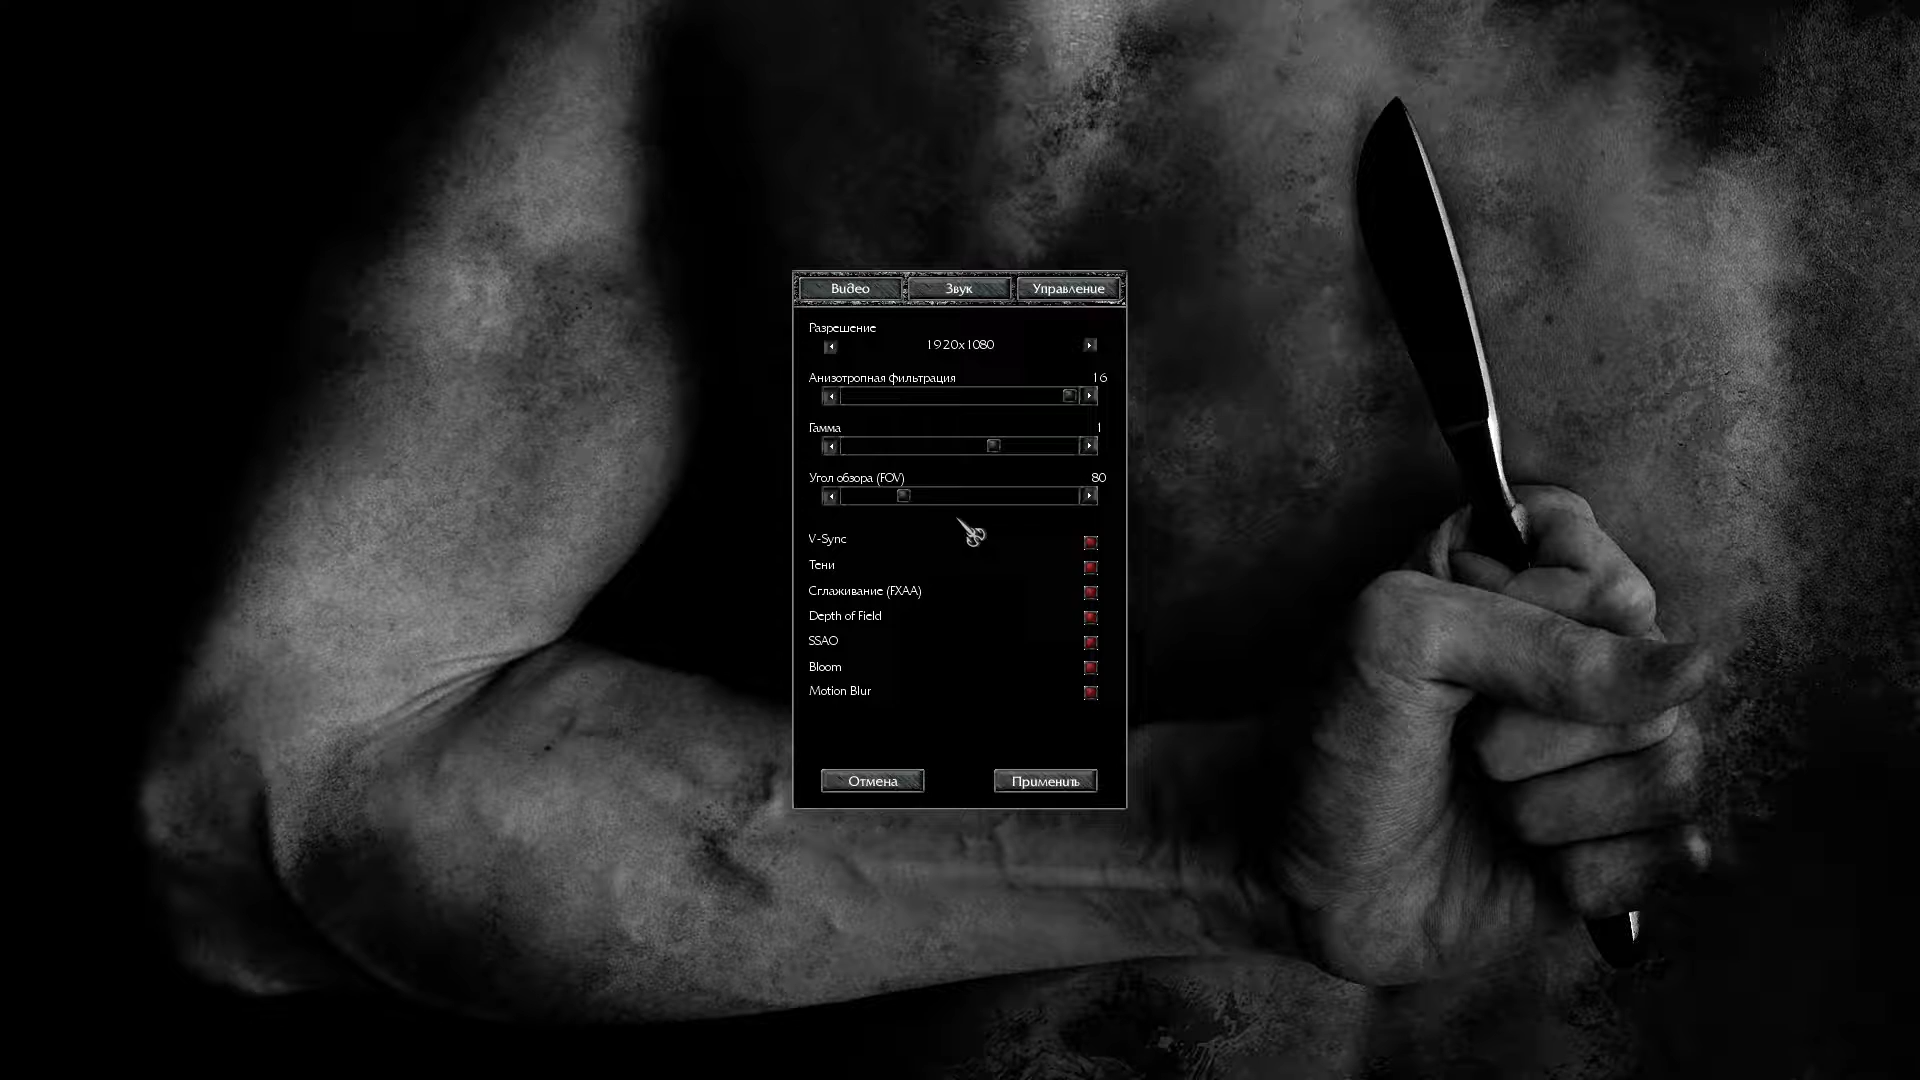 Видео Звук Управление
Разрешение
1920x1080
Анизотропная фильтрация 16
Гамма 1
Угол обзора (FOV) 80
V-Sync
Тени
Сглаживание (FXAA)
Depth of Field
SSAO
Bloom
Motion Blur
Отмена Применить